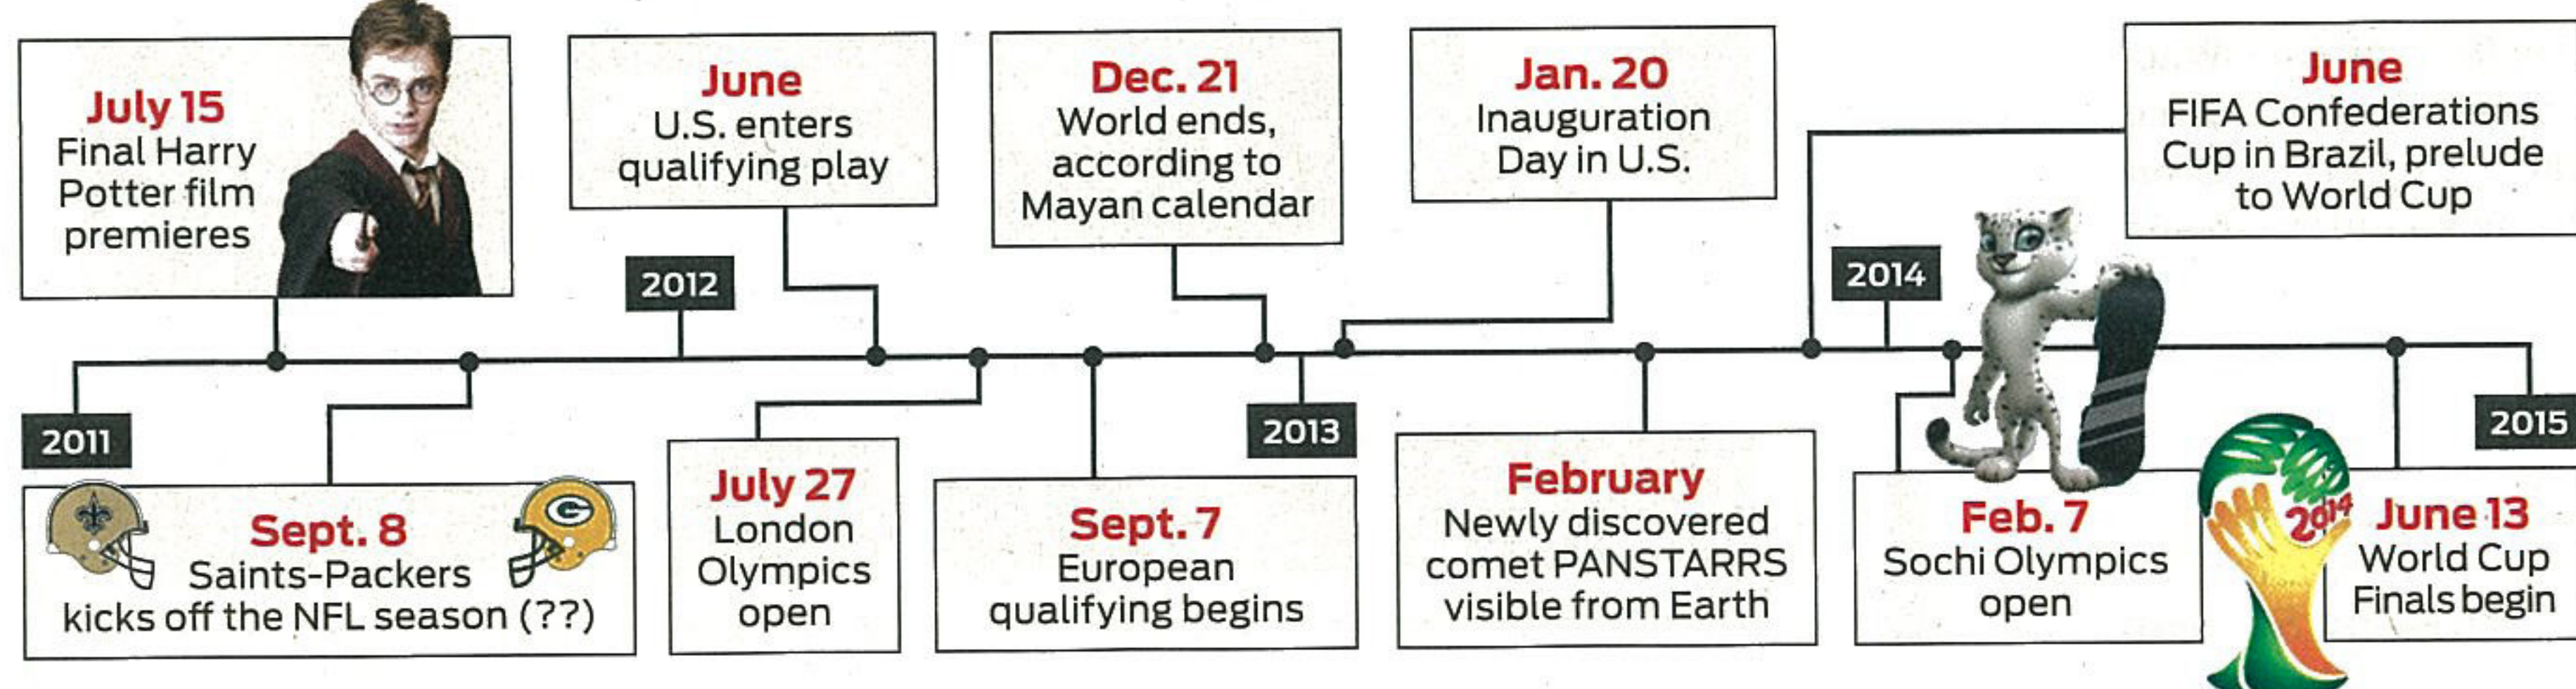 July 15
Final Harry
Potter film
premieres
June
U.S. enters
qualifying play
Dec. 21
World ends,
according to
Mayan calendar
Jan. 20
Inauguration
Day in U.S.
June
FIFA Confederations
Cup in Brazil, prelude
to World Cup
2012
2014
2011
2013
2015
Sept. 8
Saints-Packers
kicks off the NFL season (??)
G
July 27
London
Olympics
open
Sept. 7
European
qualifying begins
February
Newly discovered
comet PANSTARRS
visible from Earth
Feb. 7
Sochi Olympics
open
2014
June 13
World Cup
Finals begin